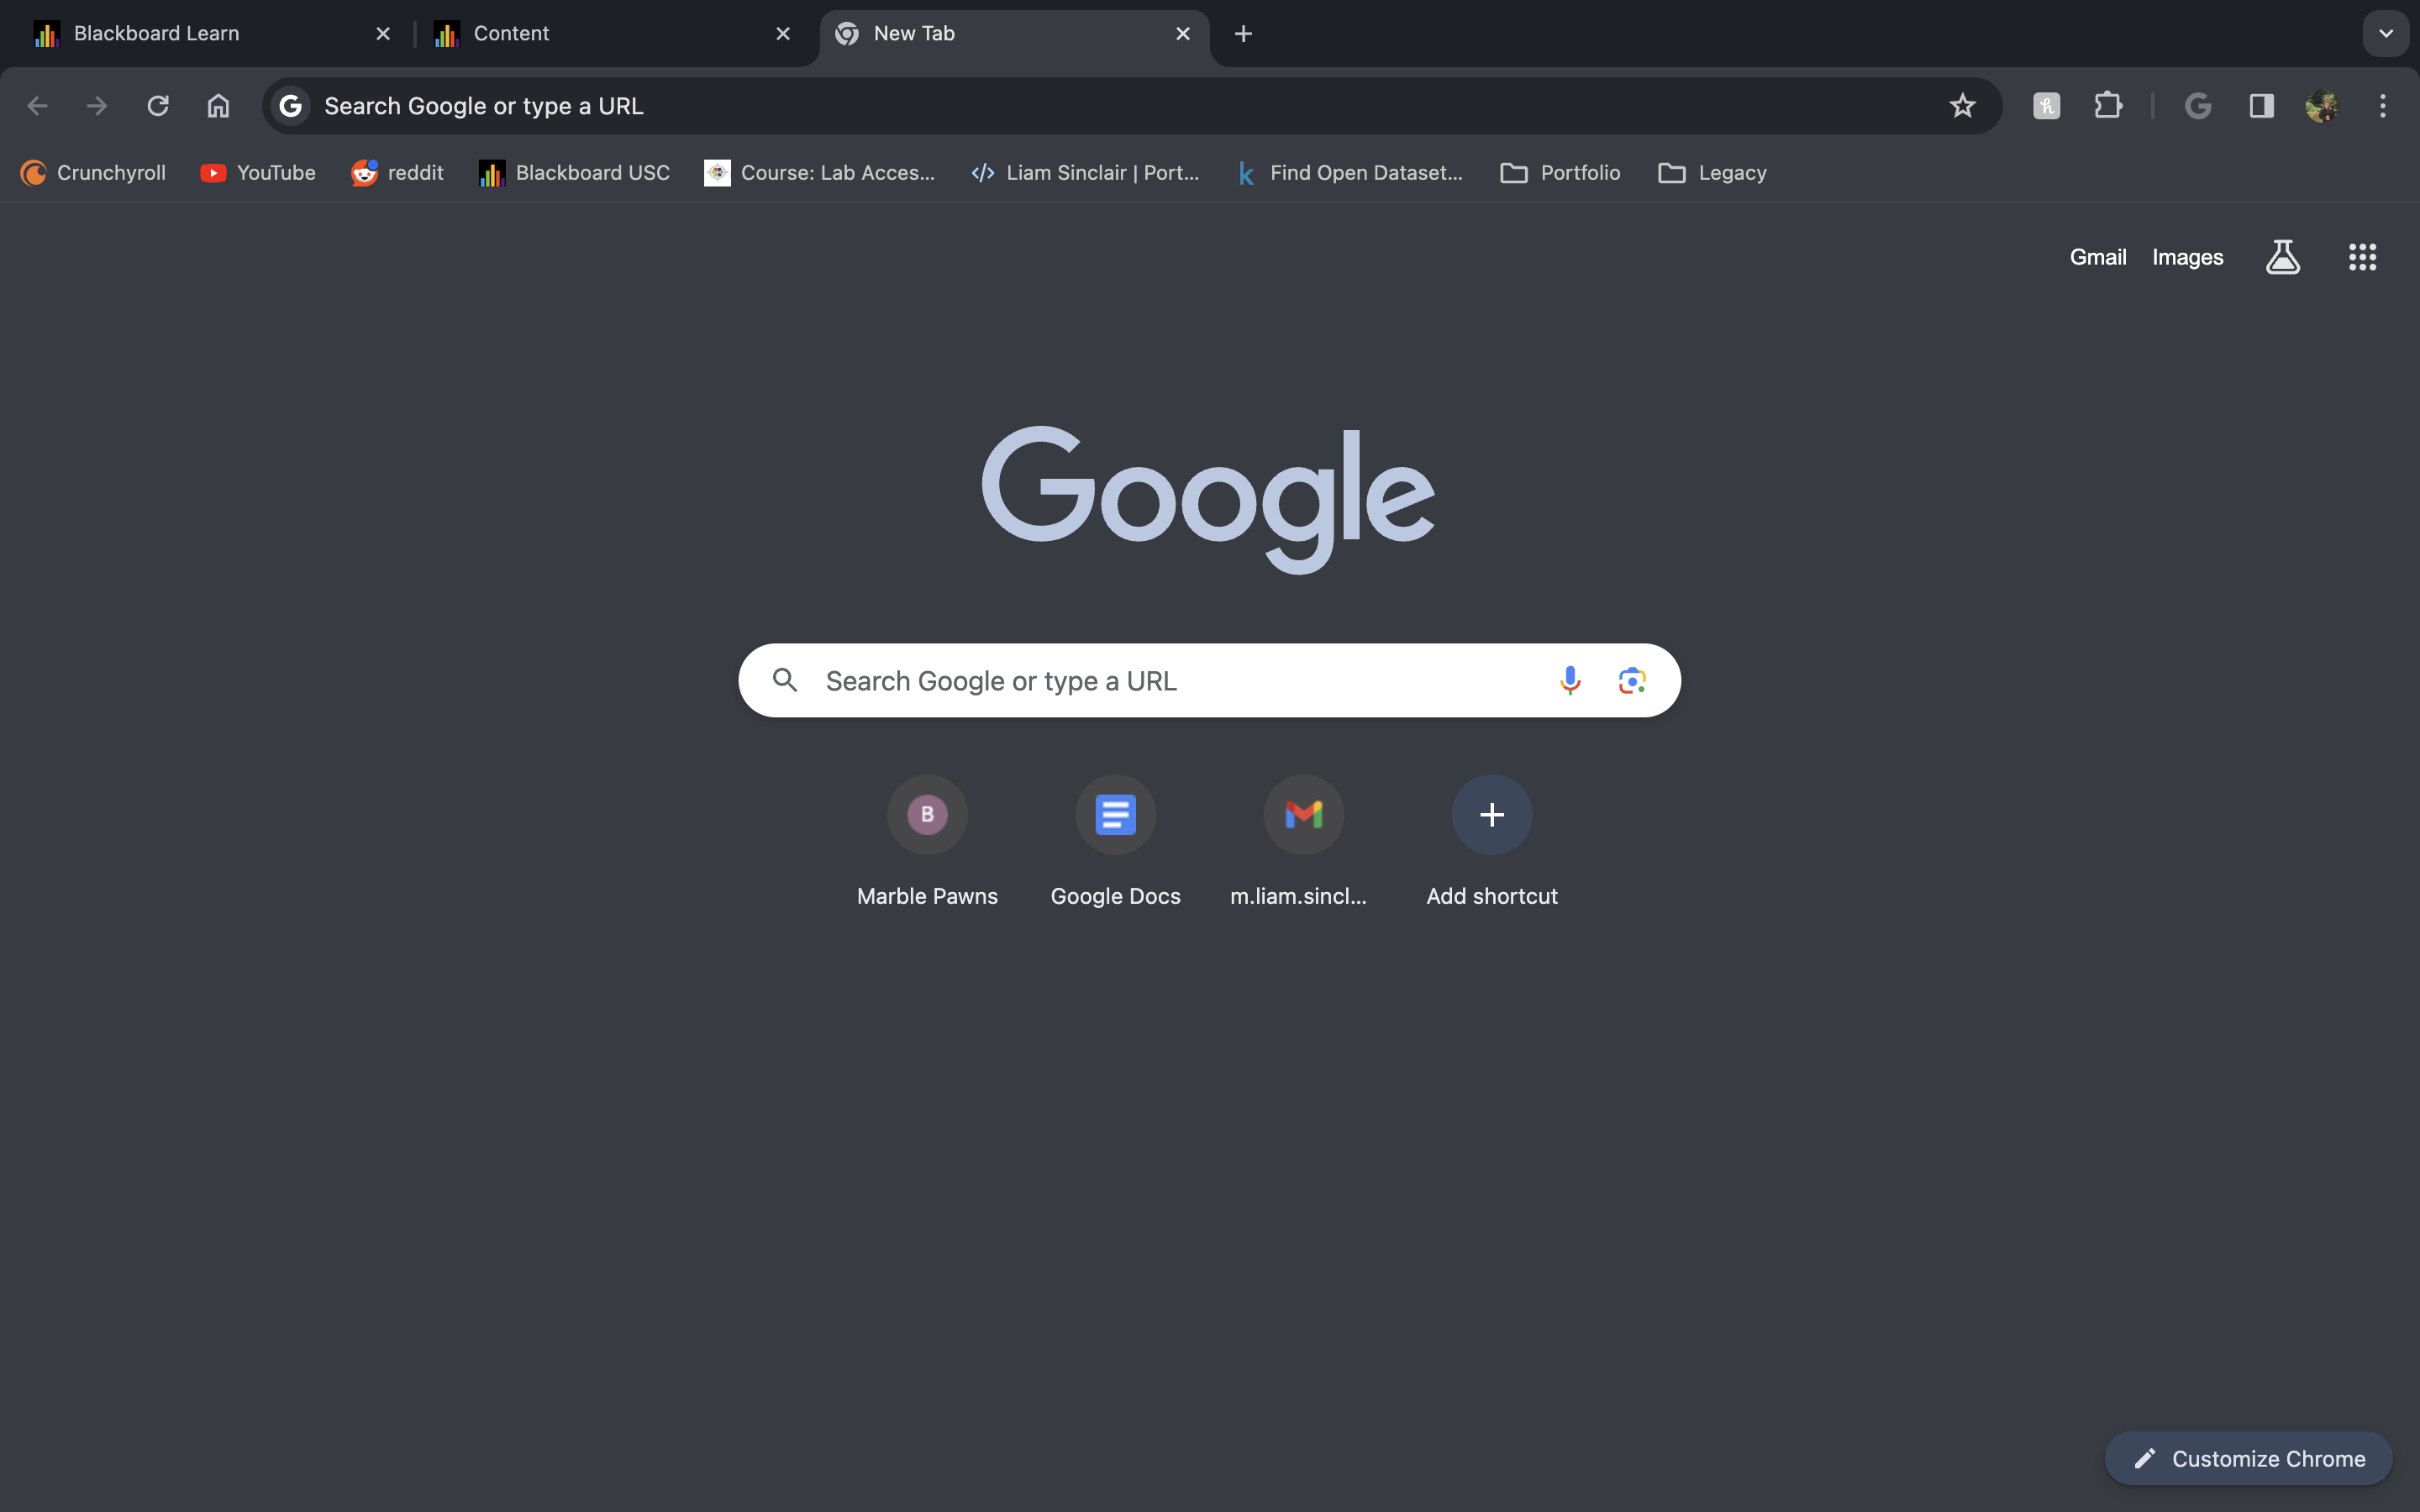 Blackboard Learn
Content
New Tab
Search Google or type a URL
Crunchyroll
YouTube
reddit
Blackboard USC
Course: Lab Acces...
Liam Sinclair | Port...
Find Open Dataset...
Portfolio
Legacy
Gmail
Images
Google
Search Google or type a URL
B
Marble Pawns
Google Docs
m.liam.sincl...
Add shortcut
Customize Chrome